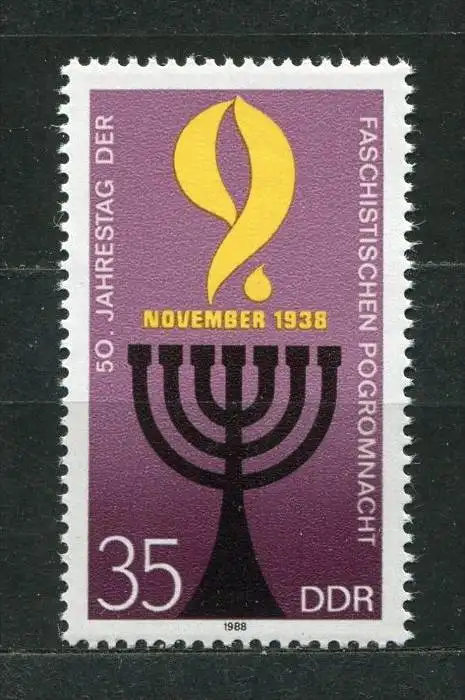 50. JAHRESTAG DER
FASCHISTISCHEN POGROMNACHT
9.
NOVEMBER 1938
35
DDR
1988